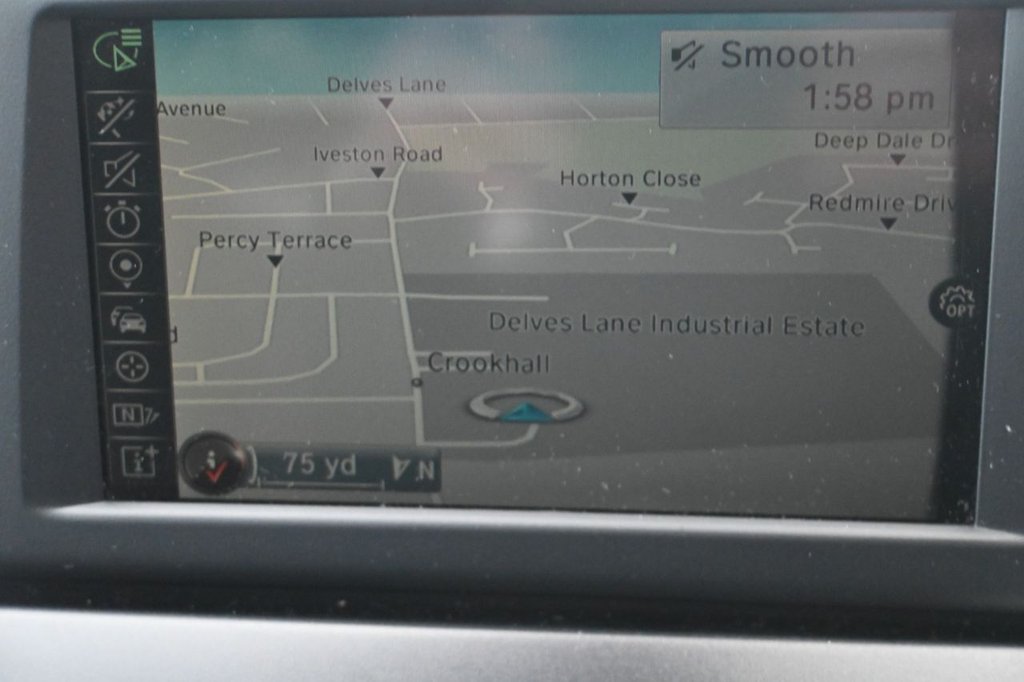 Smooth
1:58 pm
Delves Lane
Avenue
Deep Dale Dr
Iveston Road
Horton Close
Redmire Driv
Percy Terrace
OPT
Delves Lane Industrial Estate
d
Crookhall
N
75 yd
N